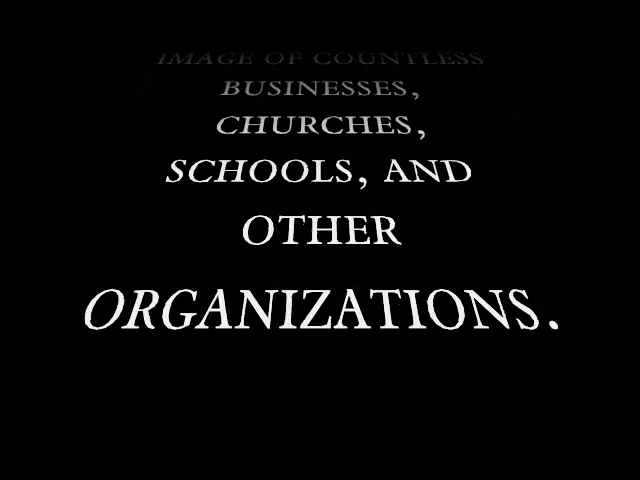 IMAGE OF COUNTLESS
BUSINESSES,
CHURCHES,
SCHOOLS, AND
OTHER
ORGANIZATIONS.